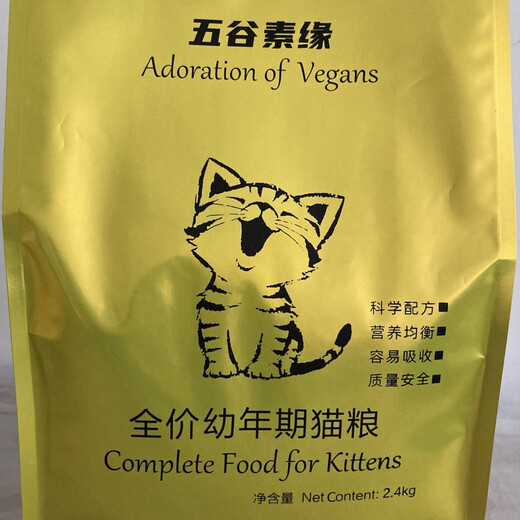 五谷素缘
Adoration of Vegans
科学配方■
营养均衡■
容易吸收■
质量安全■
全价幼年期猫粮
Complete Food for Kittens
净含量 Net Content: 2.4kg